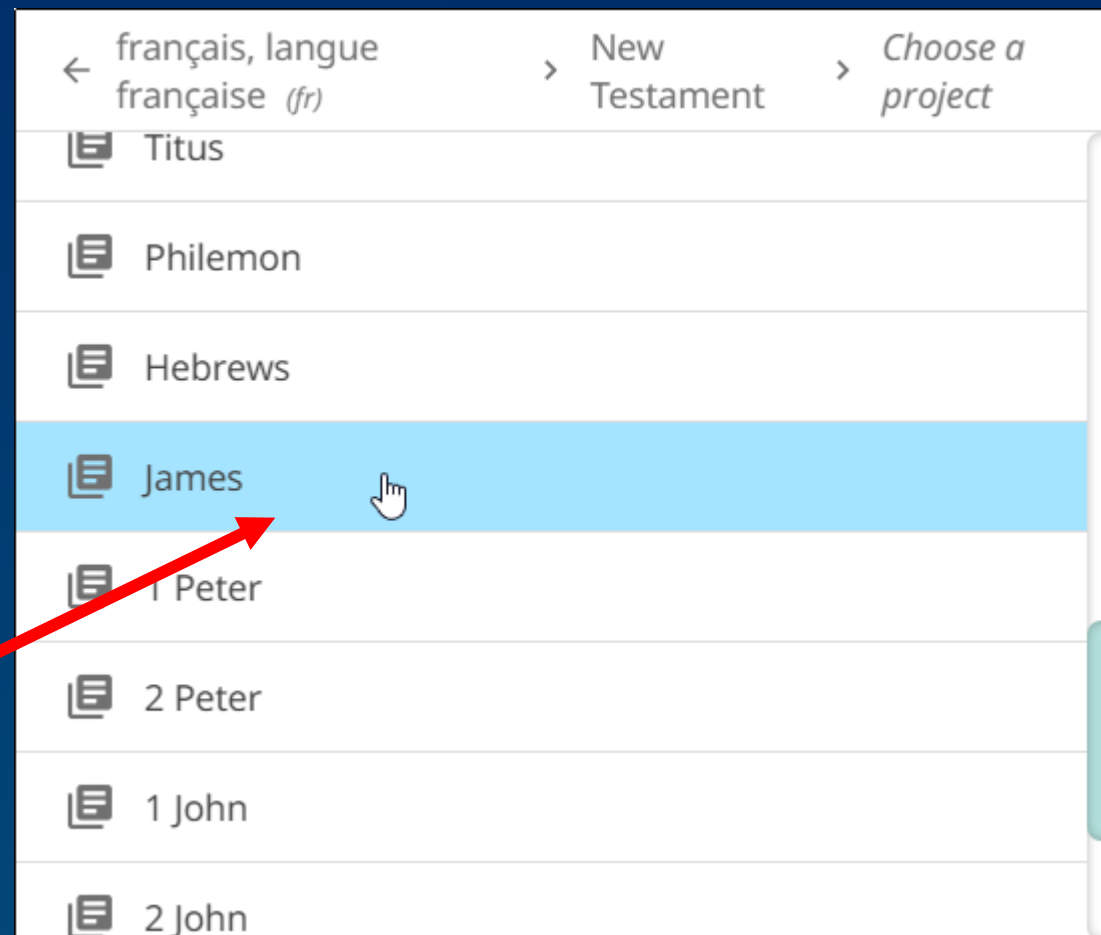 français, langue
française (fr)
New
Testament
Choose a
project
Titus
Philemon
Hebrews
James
1 Peter
2 Peter
1 John
2 John